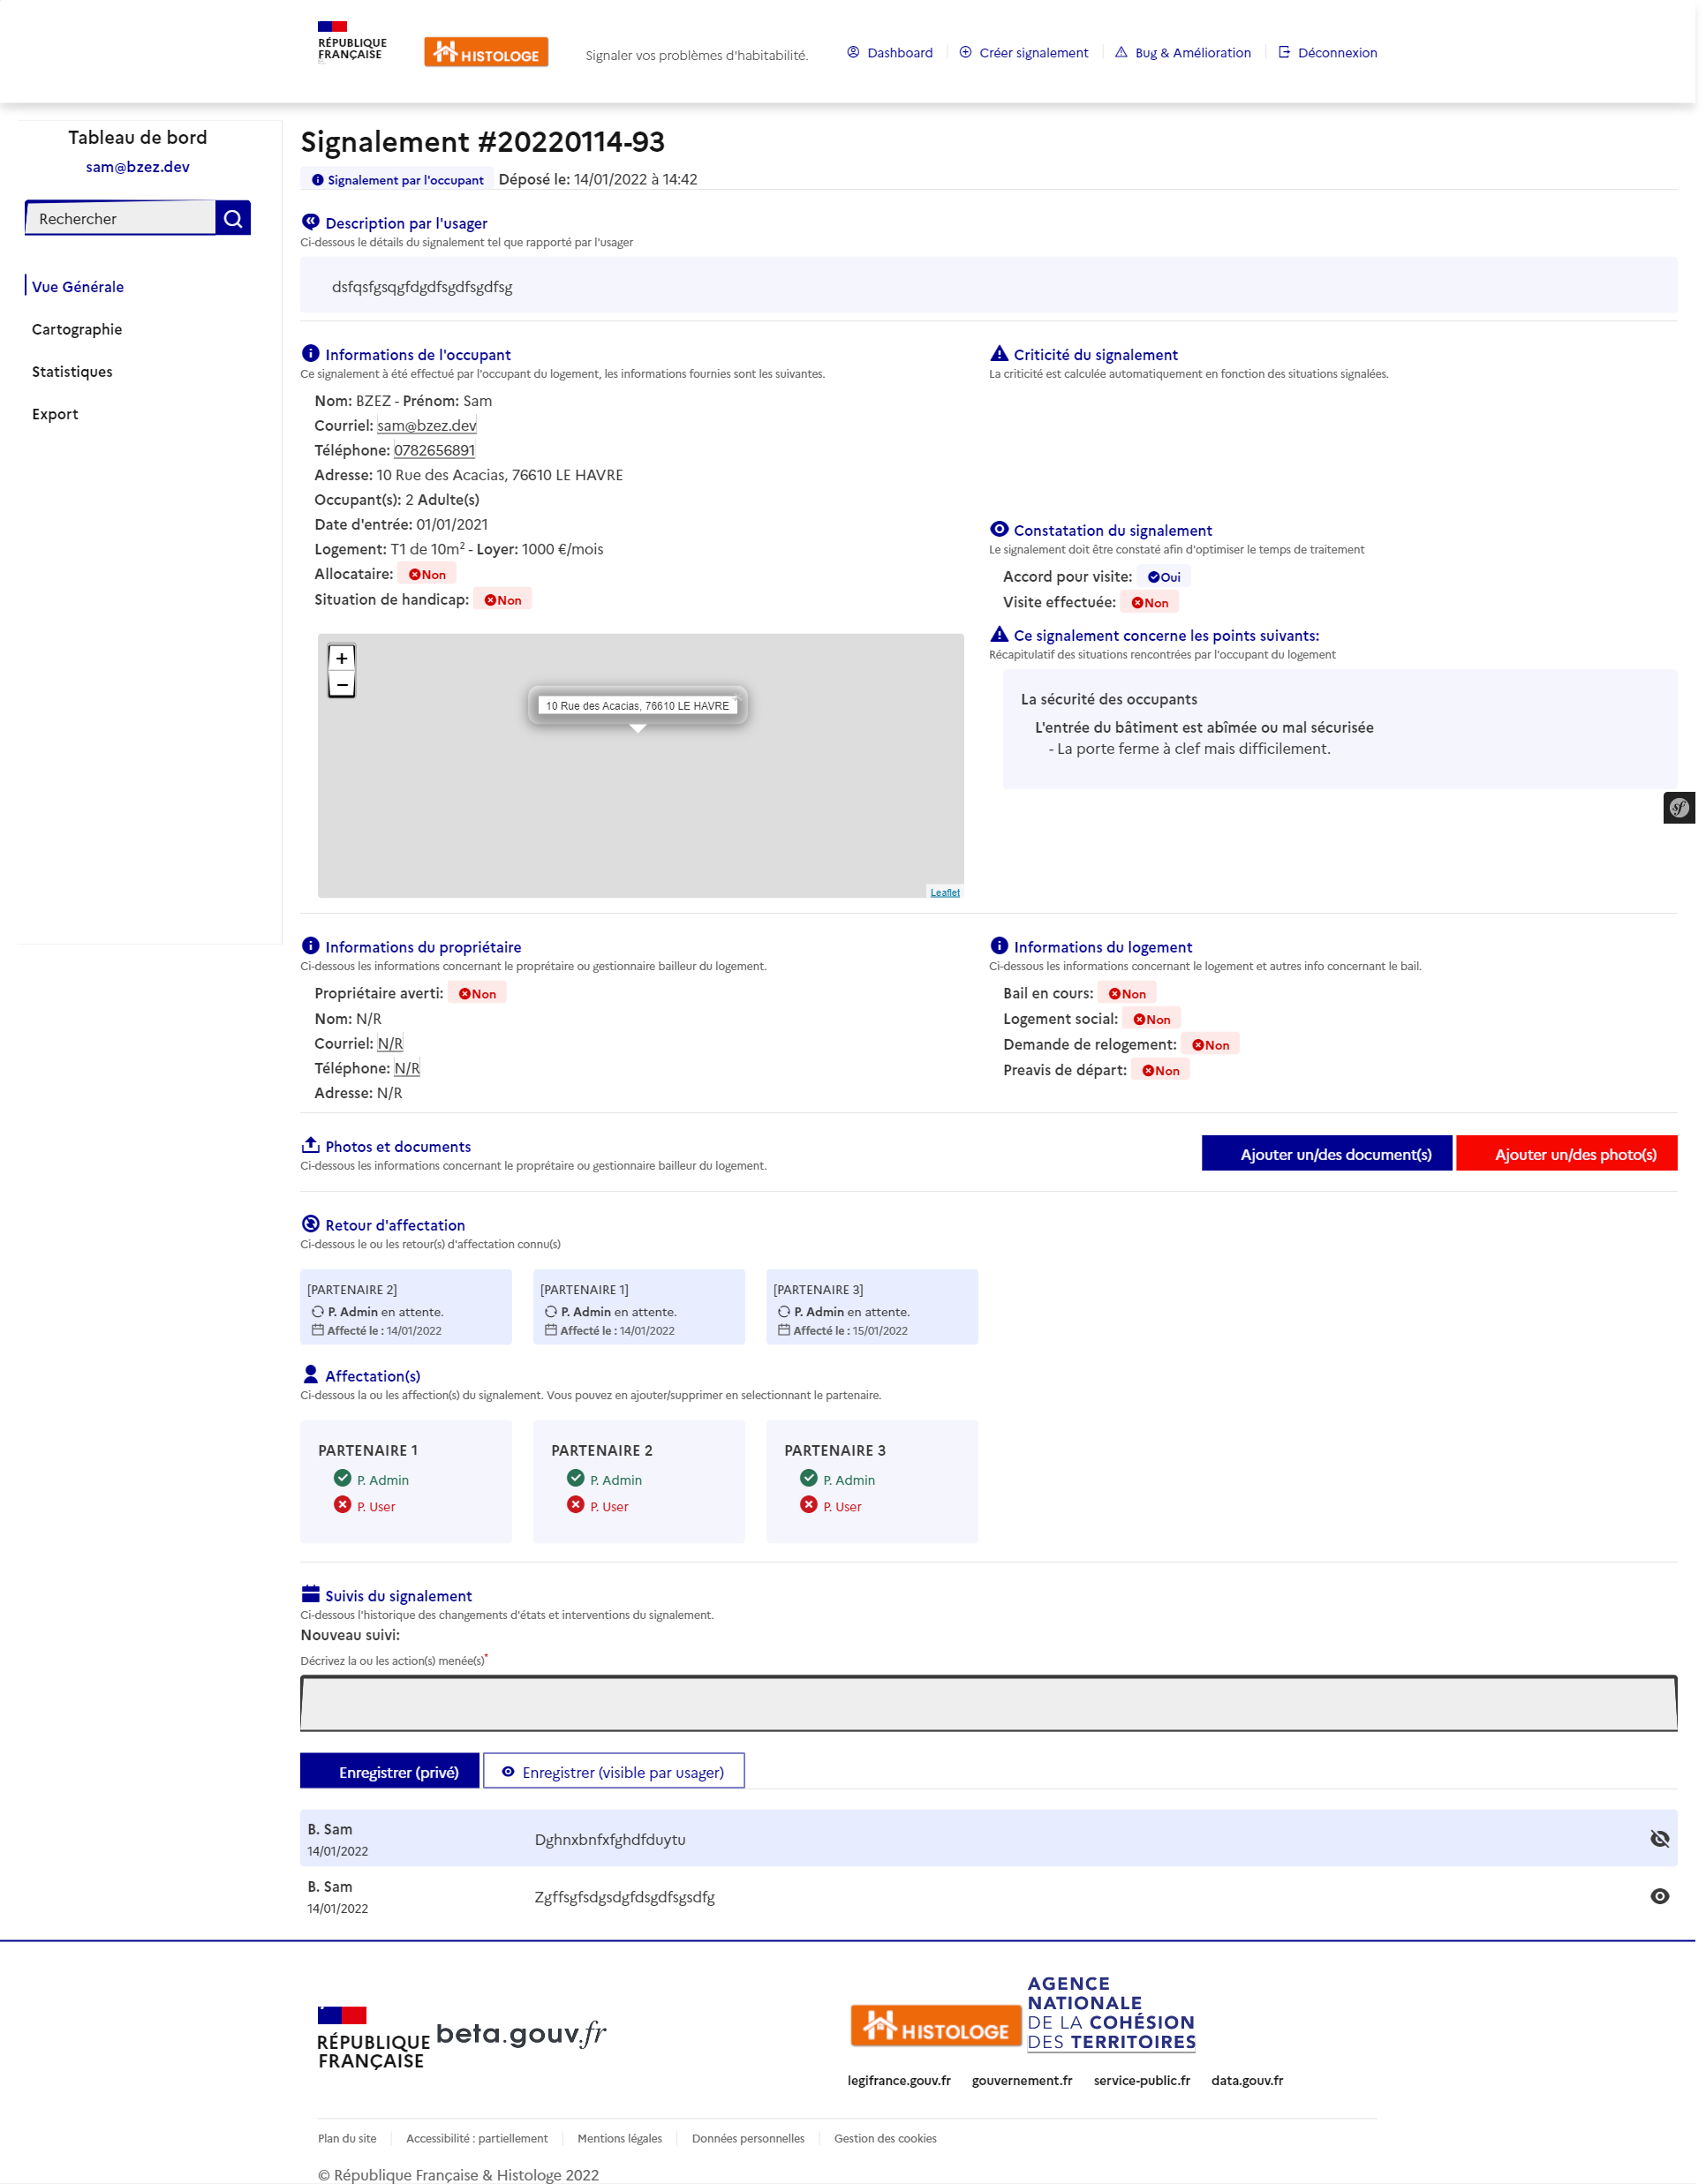 RÉPUBLIQUE
FRANÇAISE
HISTOLOGE
Signaler vos problèmes d'habitabilité.
Dashboard
Créer signalement
Bug & Amélioration
Déconnexion
Tableau de bord
sam@bzez.dev
Rechercher
Vue Générale
Cartographie
Statistiques
Export
Signalement #20220114-93
Signalement par l'occupant Déposé le: 14/01/2022 à 14:42
Description par l'usager
Ci-dessous le détails du signalement tel que rapporté par l'usager
dsfqsfgsqgfdgdfsgdfsgdfsg
Informations de l'occupant
Ce signalement à été effectué par l'occupant du logement, les informations fournies sont les suivantes.
Nom: BZEZ - Prénom: Sam
Courriel: sam@bzez.dev
Téléphone: 0782656891
Adresse: 10 Rue des Acacias, 76610 LE HAVRE
Occupant(s): 2 Adulte(s)
Date d'entrée: 01/01/2021
Logement: T1 de 10m² - Loyer: 1000 €/mois
Allocataire: Non
Situation de handicap: Non
+
−
10 Rue des Acacias, 76610 LE HAVRE
Leaflet
Criticité du signalement
La criticité est calculée automatiquement en fonction des situations signalées.
Constatation du signalement
Le signalement doit être constaté afin d'optimiser le temps de traitement
Accord pour visite: Oui
Visite effectuée: Non
Ce signalement concerne les points suivants:
Récapitulatif des situations rencontrées par l'occupant du logement
La sécurité des occupants
L'entrée du bâtiment est abîmée ou mal sécurisée
- La porte ferme à clef mais difficilement.
sf
Informations du propriétaire
Ci-dessous les informations concernant le proprétaire ou gestionnaire bailleur du logement.
Propriétaire averti: Non
Nom: N/R
Courriel: N/R
Téléphone: N/R
Adresse: N/R
Informations du logement
Ci-dessous les informations concernant le logement et autres info concernant le bail.
Bail en cours: Non
Logement social: Non
Demande de relogement: Non
Preavis de départ: Non
Photos et documents
Ci-dessous les informations concernant le proprétaire ou gestionnaire bailleur du logement.
Ajouter un/des document(s)
Ajouter un/des photo(s)
Retour d'affectation
Ci-dessous le ou les retour(s) d'affectation connu(s)
[PARTENAIRE 2]
P. Admin en attente.
Affecté le : 14/01/2022
[PARTENAIRE 1]
P. Admin en attente.
Affecté le : 14/01/2022
[PARTENAIRE 3]
P. Admin en attente.
Affecté le : 15/01/2022
Affectation(s)
Ci-dessous la ou les affection(s) du signalement. Vous pouvez en ajouter/supprimer en selectionnant le partenaire.
PARTENAIRE 1
P. Admin
P. User
PARTENAIRE 2
P. Admin
P. User
PARTENAIRE 3
P. Admin
P. User
Suivis du signalement
Ci-dessous l'historique des changements d'états et interventions du signalement.
Nouveau suivi:
Décrivez la ou les action(s) menée(s)*
Enregistrer (privé)
Enregistrer (visible par usager)
B. Sam
14/01/2022
Dghnxbnfxfghdfduytu
B. Sam
14/01/2022
Zgffsgfsdgsdgfdsgdfsgsdfg
RÉPUBLIQUE
FRANÇAISE
beta.gouv.fr
HISTOLOGE
AGENCE
NATIONALE
DE LA COHÉSION
DES TERRITOIRES
legifrance.gouv.fr
gouvernement.fr
service-public.fr
data.gouv.fr
Plan du site
Accessibilité : partiellement
Mentions légales
Données personnelles
Gestion des cookies
© République Française & Histologe 2022